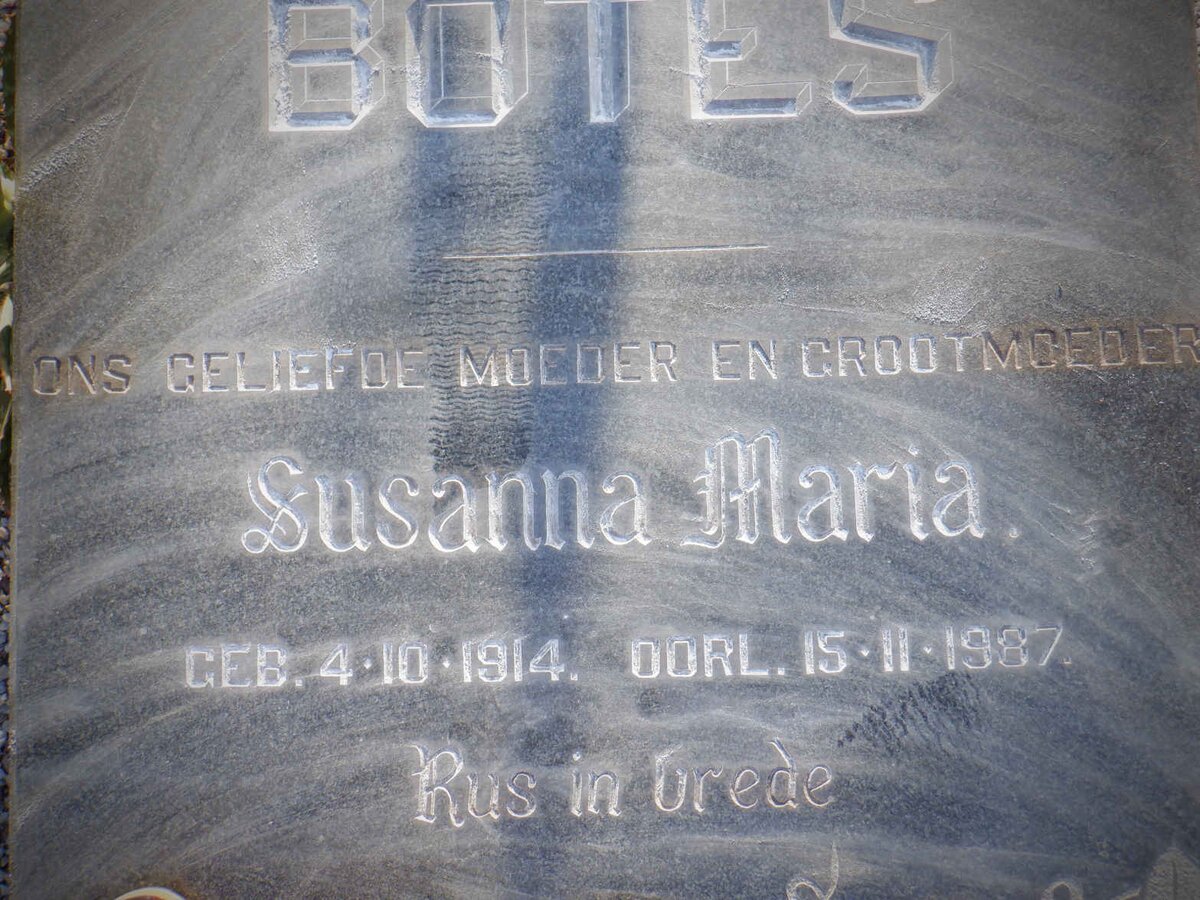 BOTES
ONS GELIEFDE MOEDER EN GROOTMOEDER
Susanna Maria.
GEB. 4·10·1914. OORL. 15·11·1987.
Rus in vrede